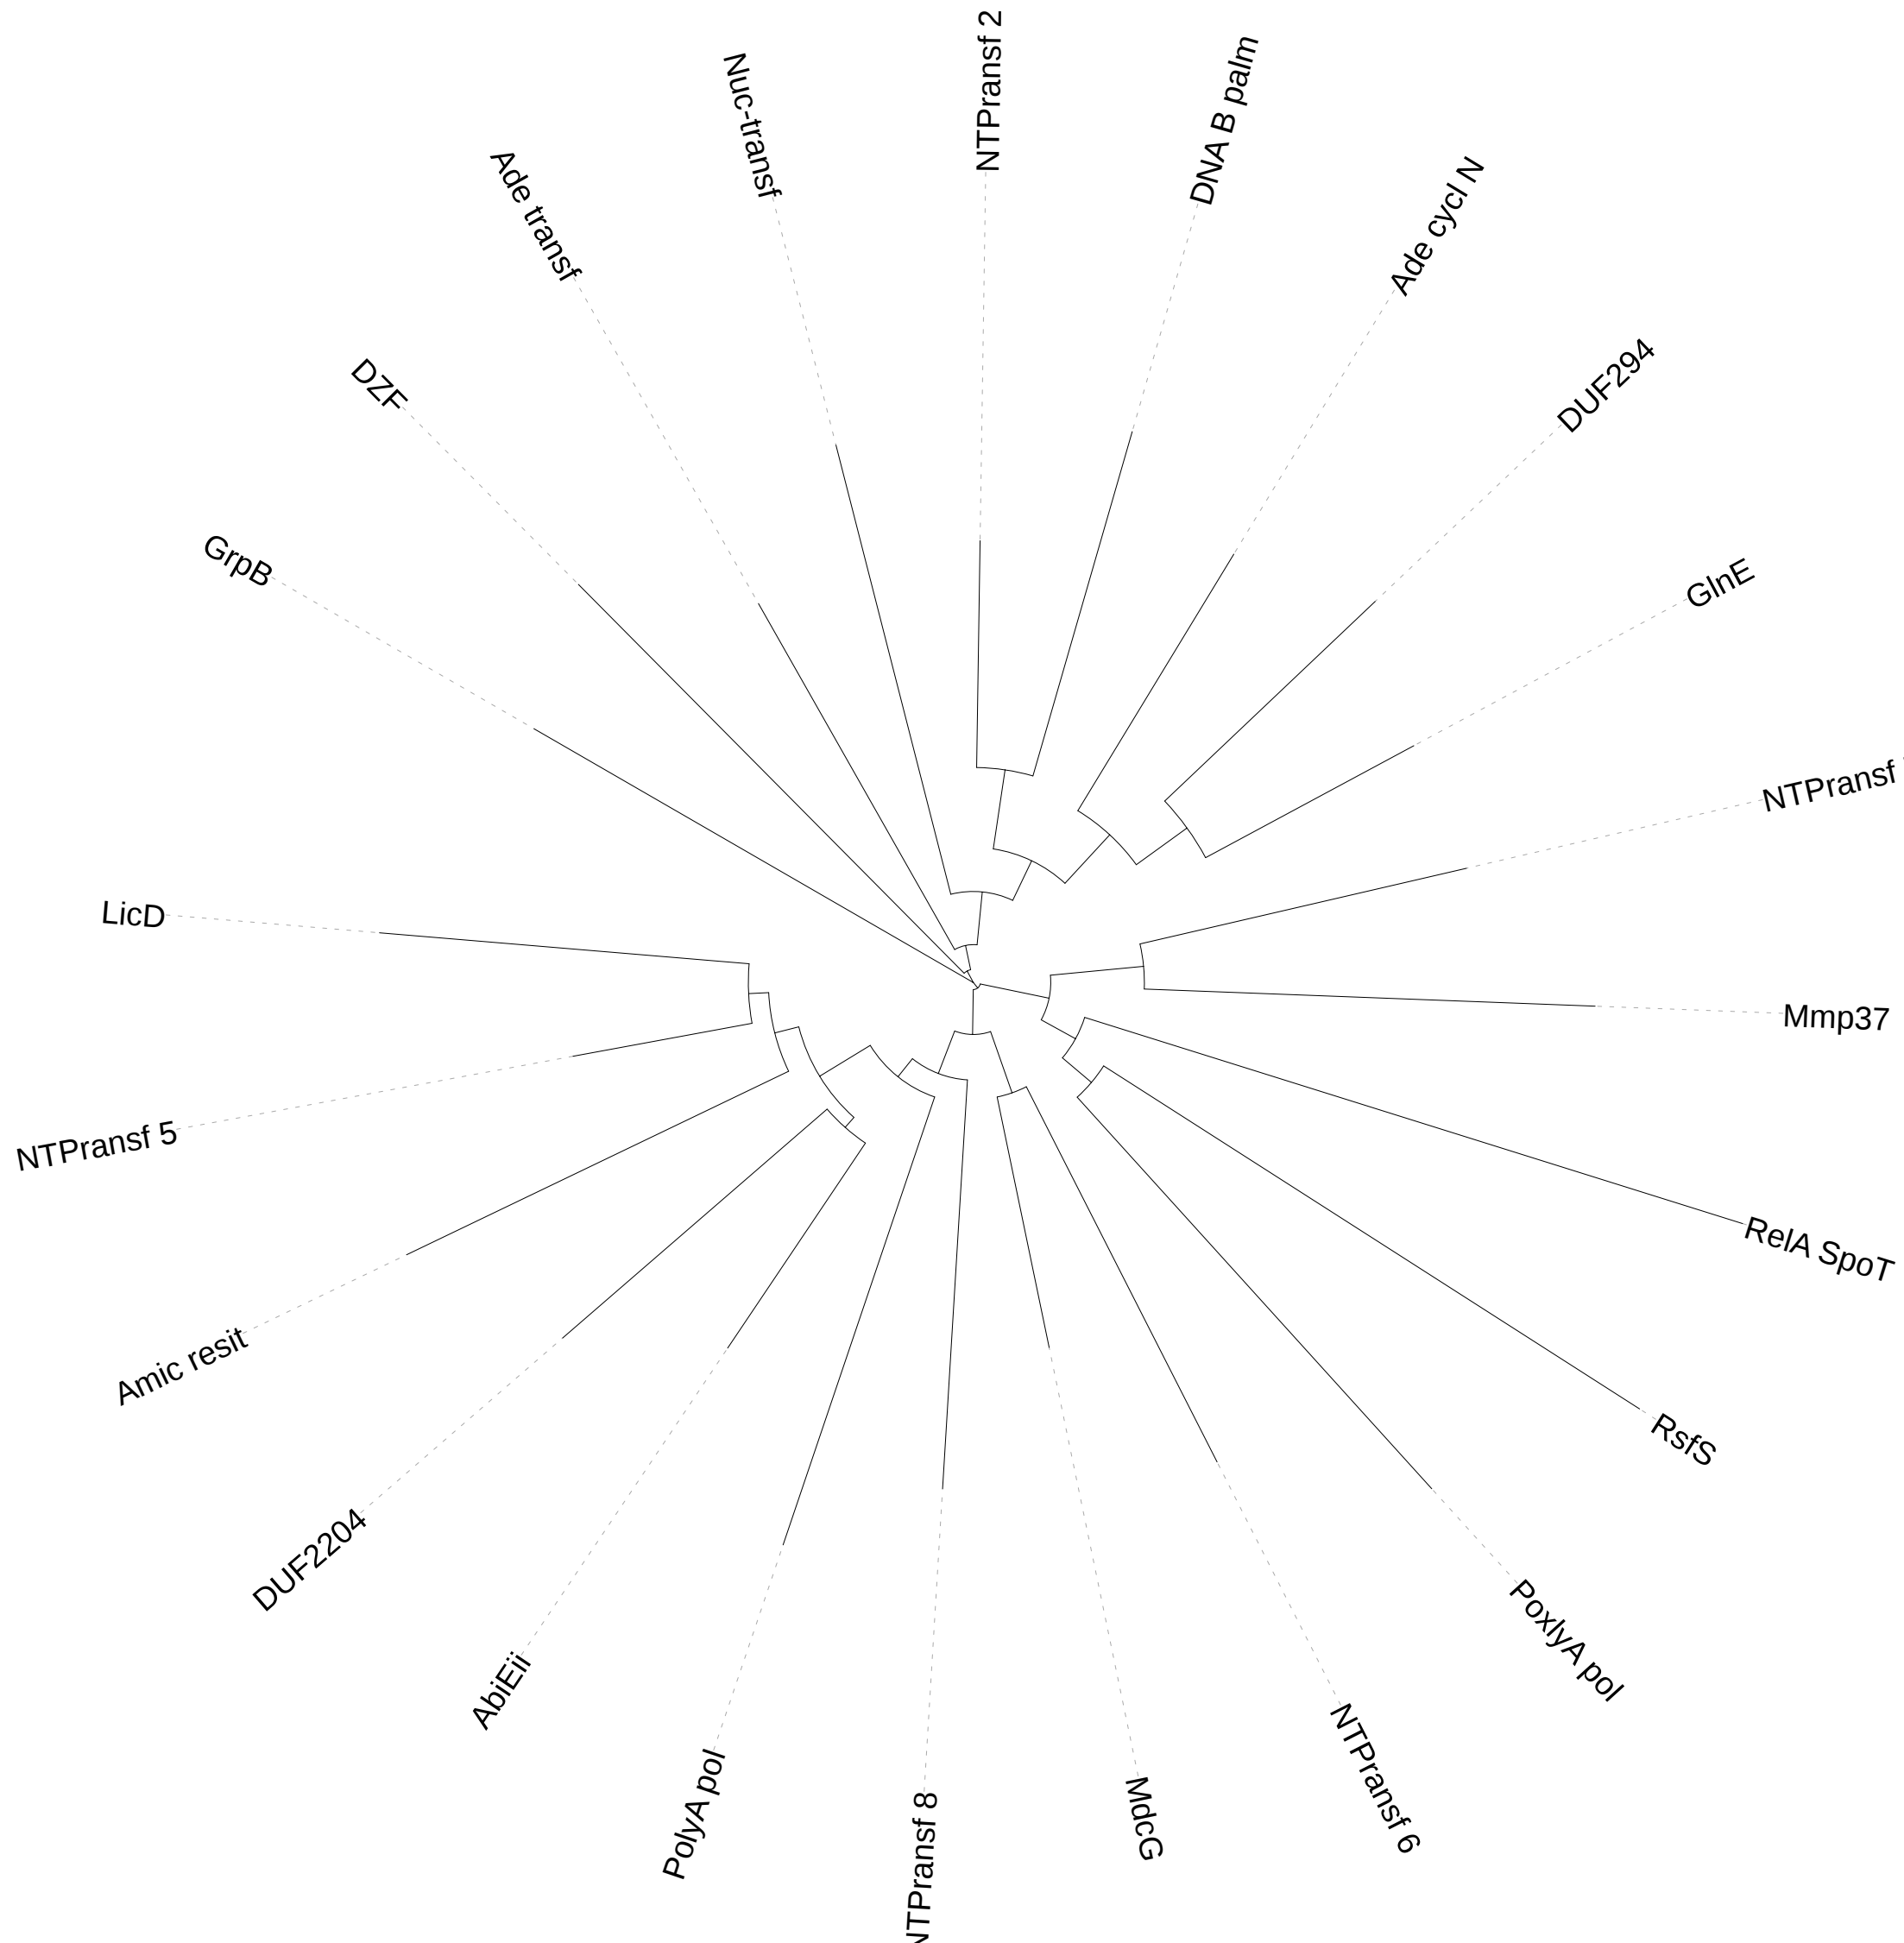 NTPransf 2
DNA B palm
Ade cycl N
DUF294
GlnE
NTPransf
Mmp37
RelA SpoT
RsfS
PoxlyA pol
NTPransf 6
MdcG
NTPransf 8
PolyA pol
AbiEii
DUF2204
Amic resit
NTPransf 5
LicD
GrpB
DZF
Ade transf
Nuc-transf